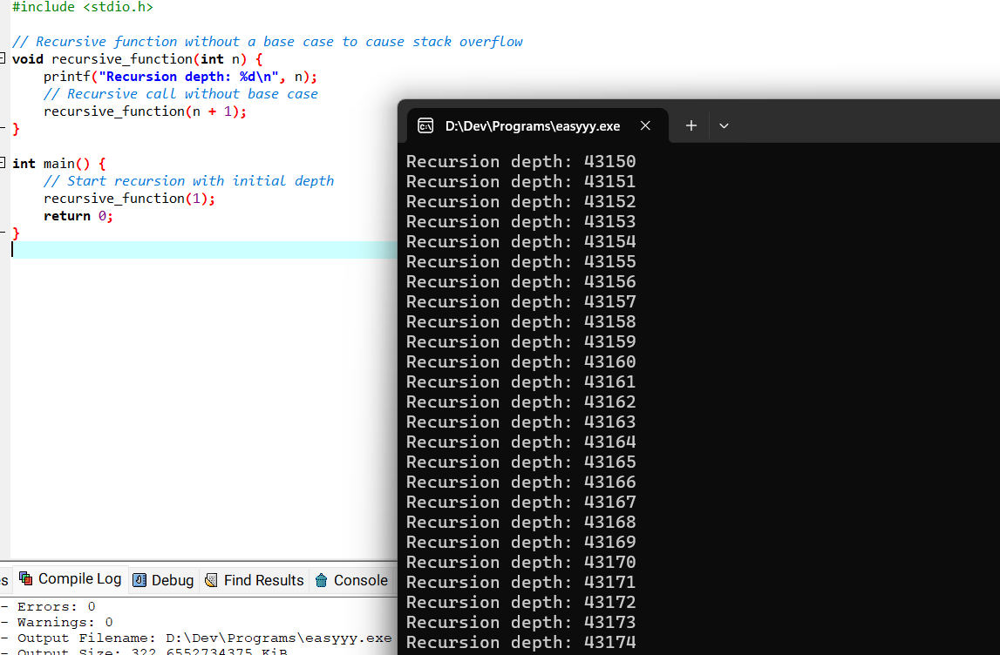 #include <stdio.h>
// Recursive function without a base case to cause stack overflow
void recursive_function(int n) {
printf("Recursion depth: %d\n", n);
// Recursive call without base case
recursive_function(n + 1);
}
int main() {
// Start recursion with initial depth
recursive_function(1);
return 0;
}
D:\Dev\Programs\easyyy.exe
Recursion depth: 43150
Recursion depth: 43151
Recursion depth: 43152
Recursion depth: 43153
Recursion depth: 43154
Recursion depth: 43155
Recursion depth: 43156
Recursion depth: 43157
Recursion depth: 43158
Recursion depth: 43159
Recursion depth: 43160
Recursion depth: 43161
Recursion depth: 43162
Recursion depth: 43163
Recursion depth: 43164
Recursion depth: 43165
Recursion depth: 43166
Recursion depth: 43167
Recursion depth: 43168
Recursion depth: 43169
Recursion depth: 43170
Recursion depth: 43171
Recursion depth: 43172
Recursion depth: 43173
Recursion depth: 43174
es Compile Log Debug Find Results Console
- Errors: 0
- Warnings: 0
- Output Filename: D:\Dev\Programs\easyyy.exe
- Output Size: 322.6552734375 KiB